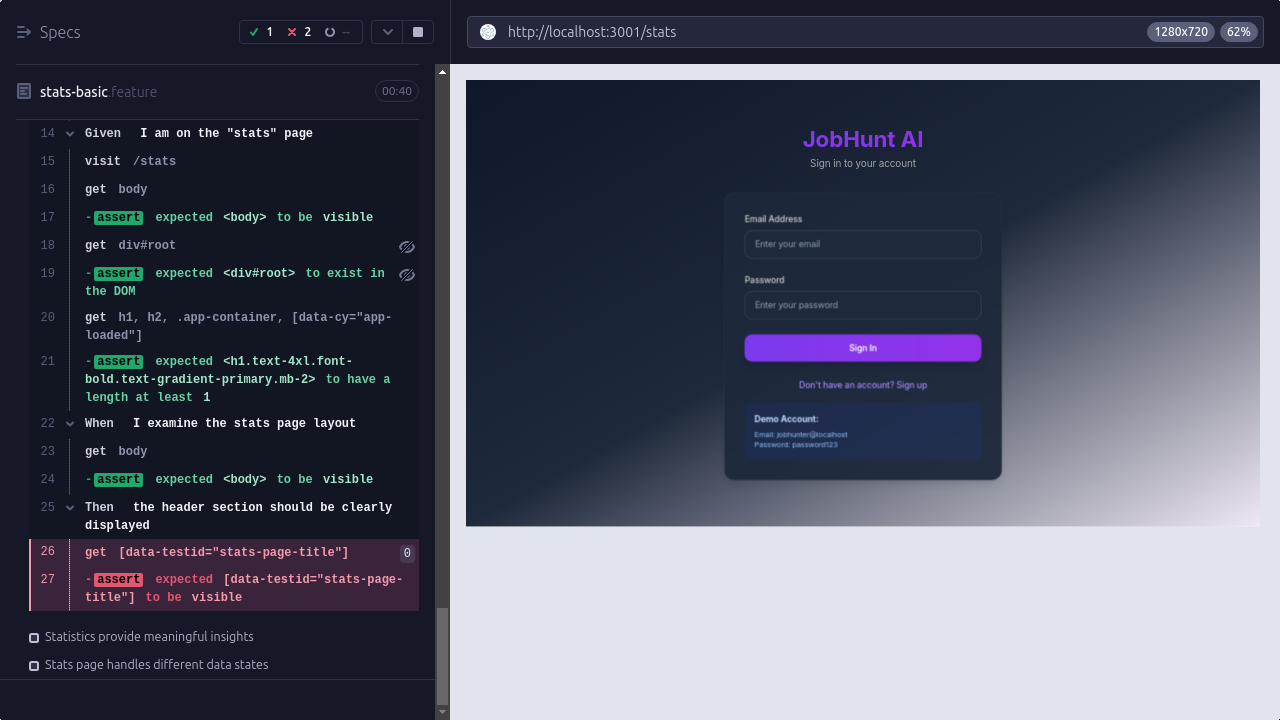 Specs
1
2
--
http://localhost:3001/stats
1280x720
62%
stats-basic.feature
00:40
14 Given I am on the "stats" page
15 visit /stats
16 get body
17 -assert expected <body> to be visible
18 get div#root
19 -assert expected <div#root> to exist in
the DOM
20 get h1, h2, .app-container, [data-cy="app-
loaded"]
21 -assert expected <h1.text-4xl.font-
bold.text-gradient-primary.mb-2> to have a
length at least 1
22 When I examine the stats page layout
23 get body
24 -assert expected <body> to be visible
25 Then the header section should be clearly
displayed
26 get [data-testid="stats-page-title"] 0
27 -assert expected [data-testid="stats-page-
title"] to be visible
Statistics provide meaningful insights
Stats page handles different data states
JobHunt AI
Sign in to your account
Email Address
Enter your email
Password
Enter your password
Sign In
Don't have an account? Sign up
Demo Account:
Email: jobhunter@localhost
Password: password123